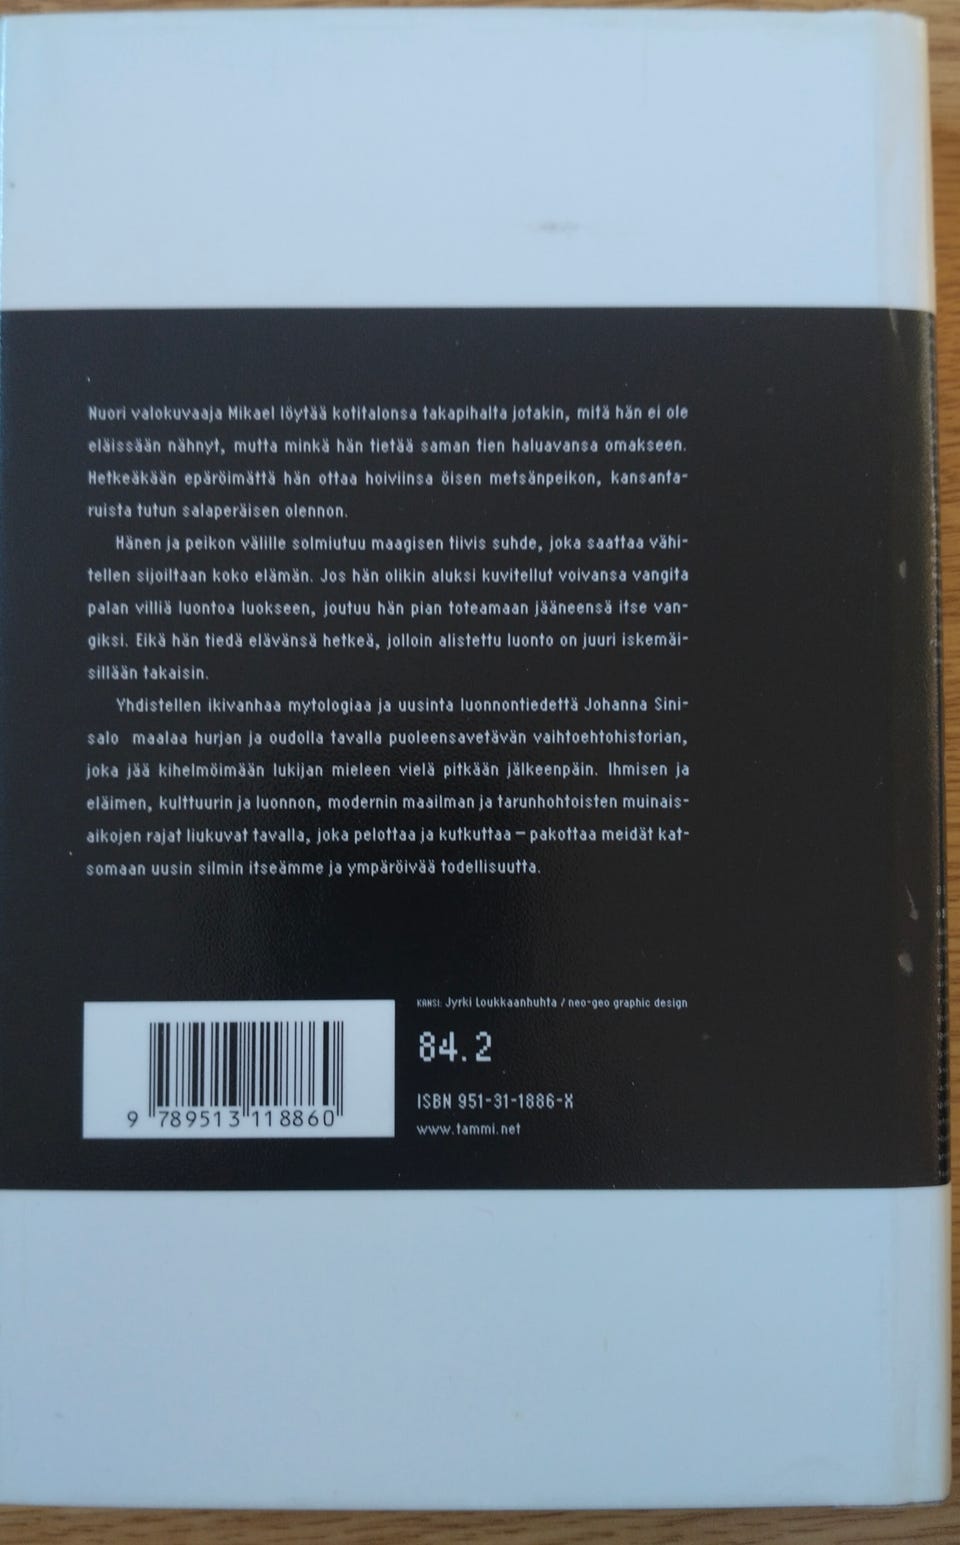 Nuori valokuvaaja Mikael löytää kotitalonsa takapihalta jotakin, mitä hän ei ole
eläissään nähnyt, mutta minkä hän tietää saman tien haluavansa omakseen.
Hetkeäkään epäröimättä hän ottaa hoiviinsa öisen metsänpeikon, kansanta-
ruista tutun salaperäisen olennon.
Hänen ja peikon välille solmiutuu maagisen tiivis suhde, joka saattaa vähi-
tellen sijoiltaan koko elämän. Jos hän olikin aluksi kuvitellut voivansa vangita
palan villiä luontoa luokseen, joutuu hän pian toteamaan jääneensä itse van-
giksi. Eikä hän tiedä elävänsä hetkeä, jolloin alistettu luonto on juuri iskemäi-
sillään takaisin.
Yhdistellen ikivanhaa mytologiaa ja uusinta luonnontiedettä Johanna Sini-
salo maalaa hurjan ja oudolla tavalla puoleensavetävän vaihtoehtohistorian,
joka jää kihelmöimään lukijan mieleen vielä pitkään jälkeenpäin. Ihmisen ja
eläimen, kulttuurin ja luonnon, modernin maailman ja tarunhohtoisten muinais-
aikojen rajat liukuvat tavalla, joka pelottaa ja kutkuttaa – pakottaa meidät kat-
somaan uusin silmin itseämme ja ympäröivää todellisuutta.
KANSI: Jyrki Loukkaanhuhta / neo-geo graphic design
84.2
ISBN 951-31-1886-X
www.tammi.net
9 789513 118860